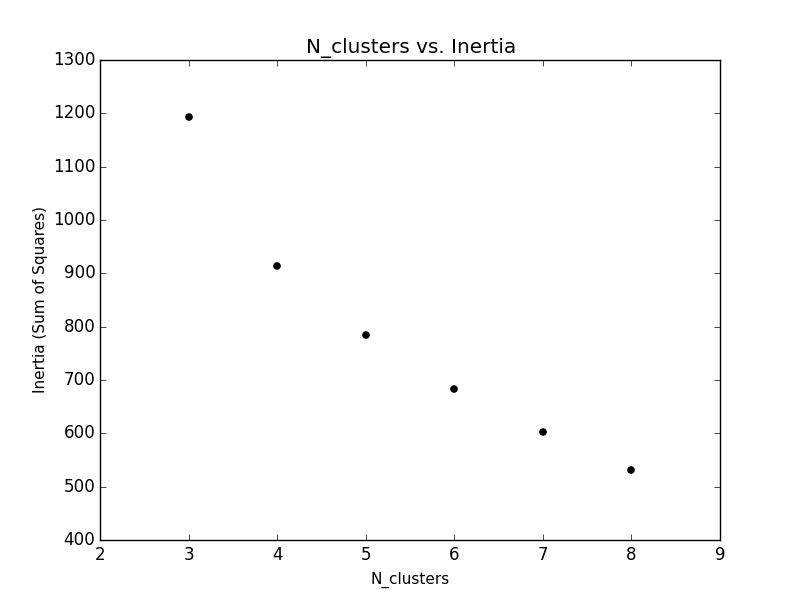 N_clusters vs. Inertia
1300
1200
1100
1000
900
800
700
600
500
400
Inertia (Sum of Squares)
2 3 4 5 6 7 8 9
N_clusters